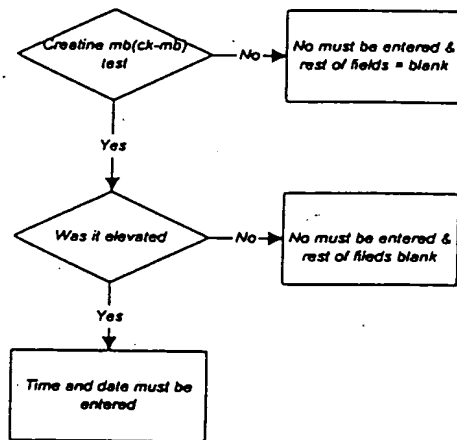 Creatine mb(ck-mb)
test
No
No must be entered &
rest of fields = blank
Yes
Was it elevated
No
No must be entered &
rest of fileds blank
Yes
Time and date must be
entered